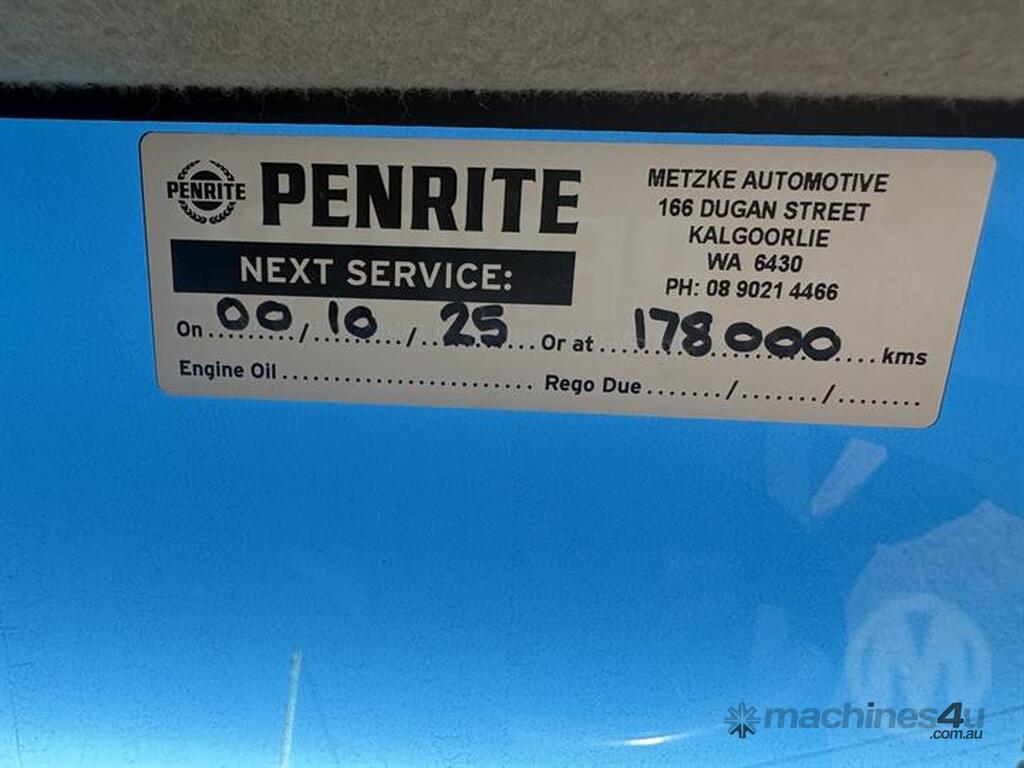 PENRITE
PENRITE
NEXT SERVICE:
METZKE AUTOMOTIVE
166 DUGAN STREET
KALGOORLIE
WA 6430
PH: 08 9021 4466
On 00/10/25 Or at 178000 kms
Engine Oil.......................... Rego Due......./......./........
M
machines4u
.com.au